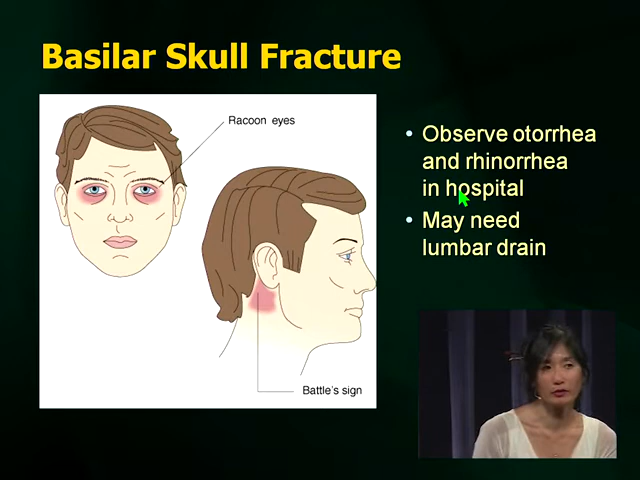 Basilar Skull Fracture
Racoon eyes
Battle's sign
• Observe otorrhea
and rhinorrhea
in hospital
• May need
lumbar drain